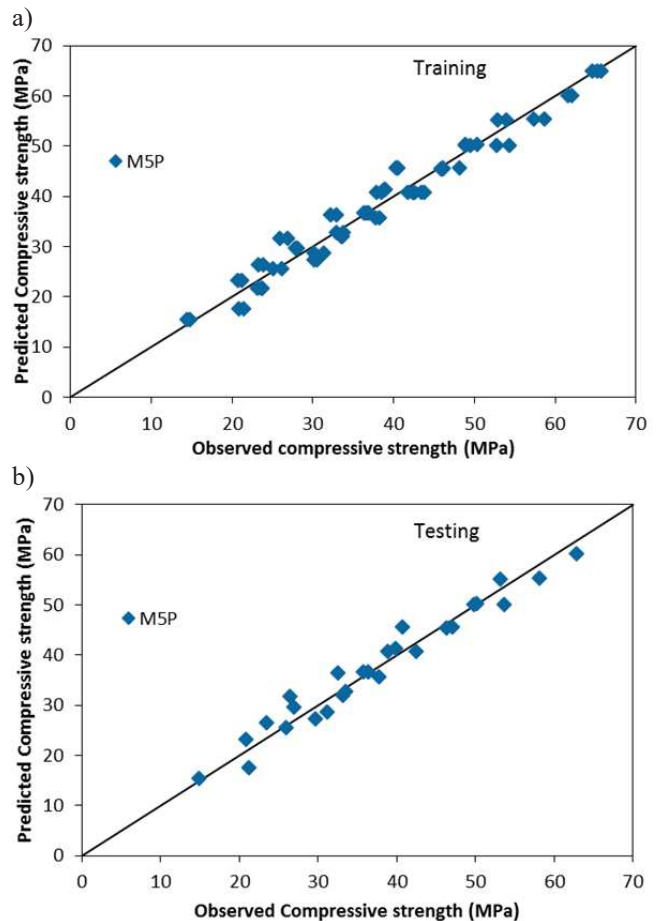 a)
70
60
50
40
30
20
10
0
Predicted Compressive strength (MPa)
Training
M5P
0 10 20 30 40 50 60 70
Observed compressive strength (MPa)
b)
70
60
50
40
30
20
10
0
Predicted Compressive strength (MPa)
Testing
M5P
0 10 20 30 40 50 60 70
Observed Compressive strength (MPa)